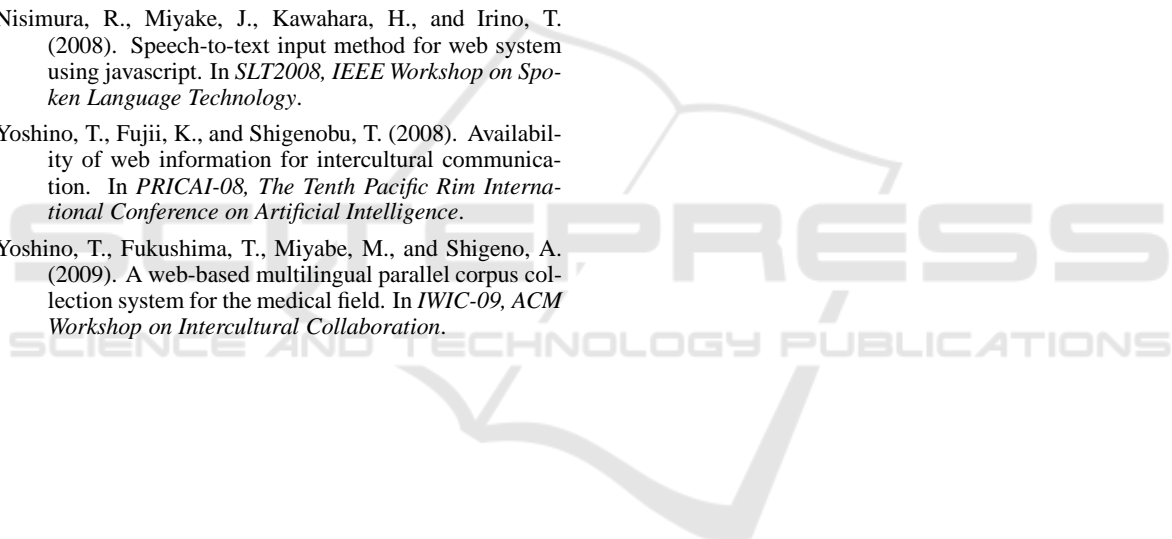 Nisimura, R., Miyake, J., Kawahara, H., and Irino, T.
(2008). Speech-to-text input method for web system
using javascript. In SLT2008, IEEE Workshop on Spo-
ken Language Technology.
Yoshino, T., Fujii, K., and Shigenobu, T. (2008). Availabil-
ity of web information for intercultural communica-
tion. In PRICAI-08, The Tenth Pacific Rim Interna-
tional Conference on Artificial Intelligence.
Yoshino, T., Fukushima, T., Miyabe, M., and Shigeno, A.
(2009). A web-based multilingual parallel corpus col-
lection system for the medical field. In IWIC-09, ACM
Workshop on Intercultural Collaboration.
SCITEPRESS
SCIENCE AND TECHNOLOGY PUBLICATIONS